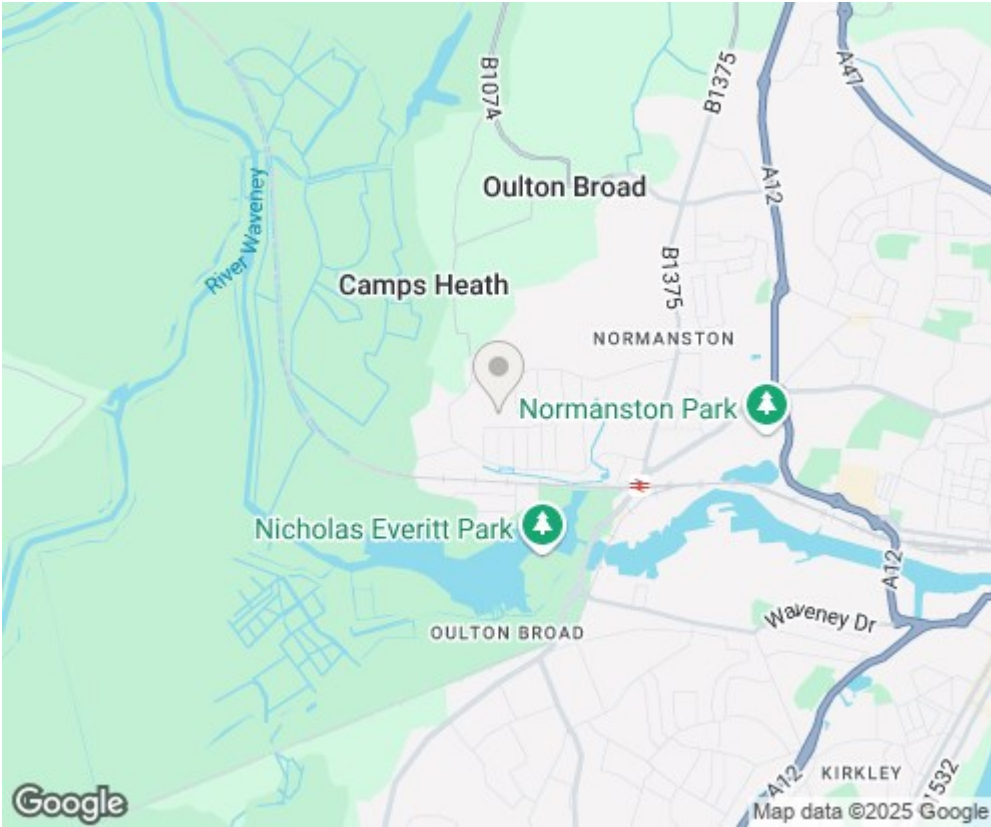 B1074
B1375
A47
A12
Oulton Broad
River Waveney
B1375
Camps Heath
NORMANSTON
Normanston Park
Nicholas Everitt Park
A12
Waveney Dr
OULTON BROAD
A12
KIRKLEY
Google
Map data ©2025 Google